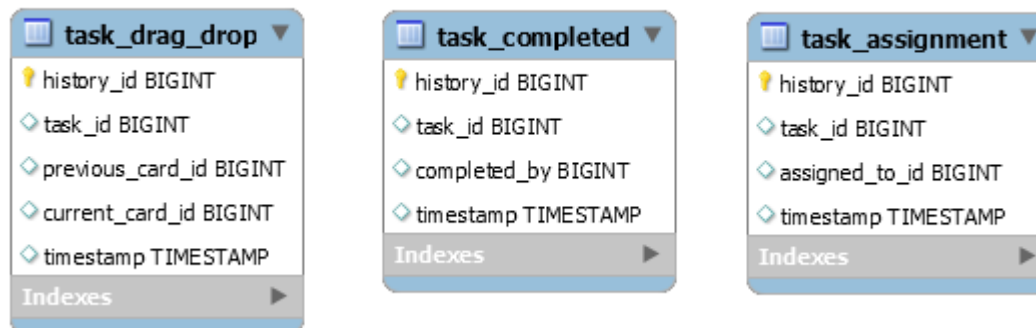 task_drag_drop
history_id BIGINT
task_id BIGINT
previous_card_id BIGINT
current_card_id BIGINT
timestamp TIMESTAMP
Indexes
task_completed
history_id BIGINT
task_id BIGINT
completed_by BIGINT
timestamp TIMESTAMP
Indexes
task_assignment
history_id BIGINT
task_id BIGINT
assigned_to_id BIGINT
timestamp TIMESTAMP
Indexes